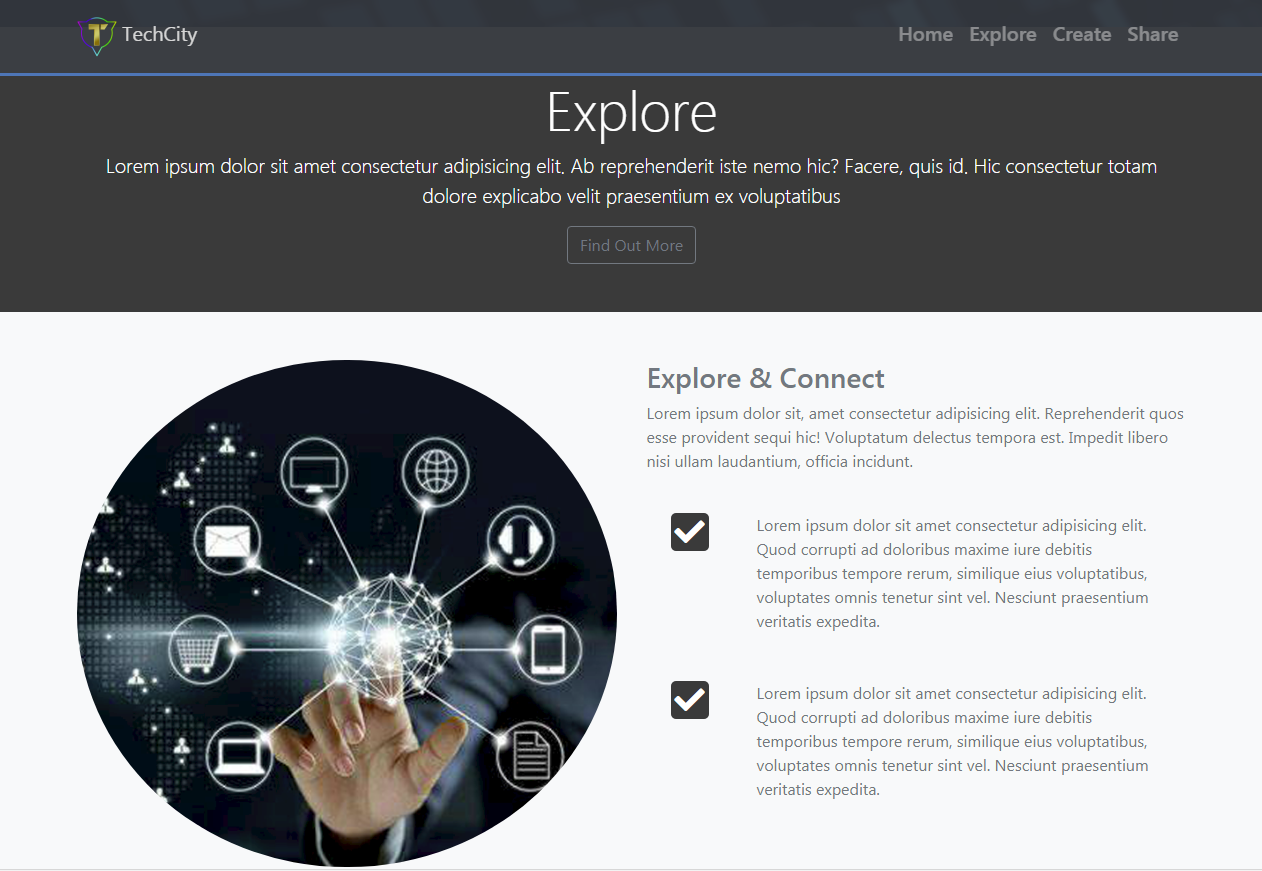 T TechCity
Home Explore Create Share
Explore
Lorem ipsum dolor sit amet consectetur adipisicing elit. Ab reprehenderit iste nemo hic? Facere, quis id. Hic consectetur totam
dolore explicabo velit praesentium ex voluptatibus
Find Out More
Explore & Connect
Lorem ipsum dolor sit, amet consectetur adipisicing elit. Reprehenderit quos
esse provident sequi hic! Voluptatum delectus tempora est. Impedit libero
nisi ullam laudantium, officia incidunt.
Lorem ipsum dolor sit amet consectetur adipisicing elit.
Quod corrupti ad doloribus maxime iure debitis
temporibus tempore rerum, similique eius voluptatibus,
voluptates omnis tenetur sint vel. Nesciunt praesentium
veritatis expedita.
Lorem ipsum dolor sit amet consectetur adipisicing elit.
Quod corrupti ad doloribus maxime iure debitis
temporibus tempore rerum, similique eius voluptatibus,
voluptates omnis tenetur sint vel. Nesciunt praesentium
veritatis expedita.